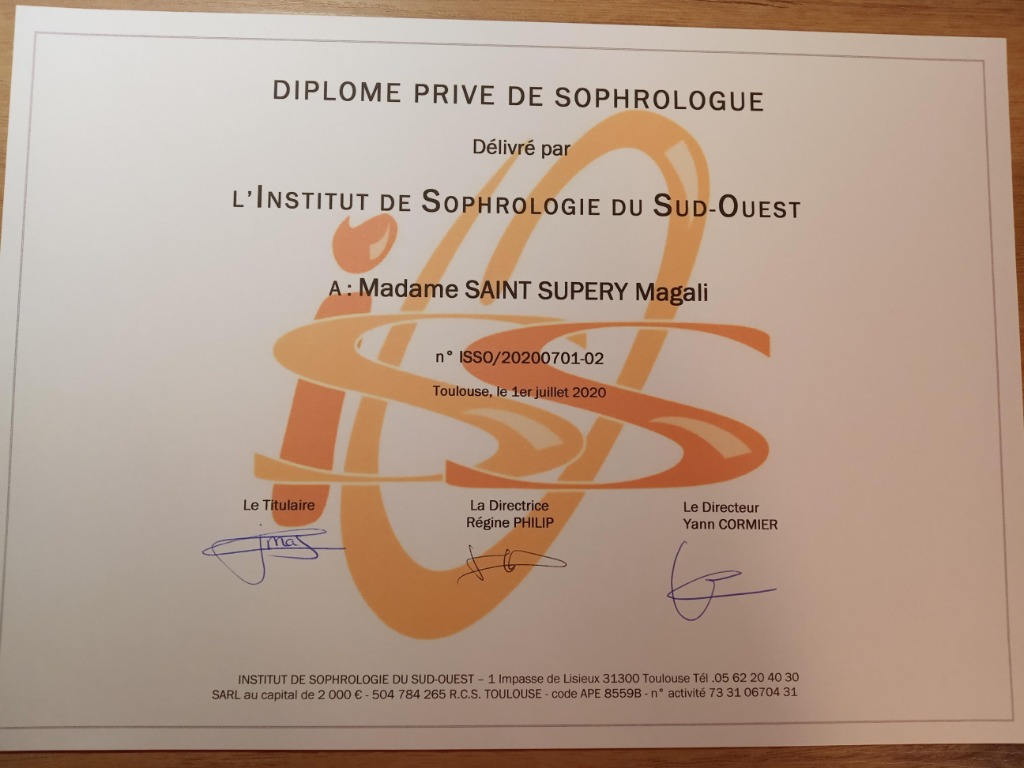 DIPLOME PRIVE DE SOPHROLOGUE
Délivré par
L'INSTITUT DE SOPHROLOGIE DU SUD-OUEST
A : Madame SAINT SUPERY Magali
n° ISSO/20200701-02
Toulouse, le 1er juillet 2020
Le Titulaire
La Directrice
Régine PHILIP
Le Directeur
Yann CORMIER
INSTITUT DE SOPHROLOGIE DU SUD-OUEST – 1 Impasse de Lisieux 31300 Toulouse Tél .05 62 20 40 30
SARL au capital de 2 000 € - 504 784 265 R.C.S. TOULOUSE - code APE 8559B - n° activité 73 31 06704 31